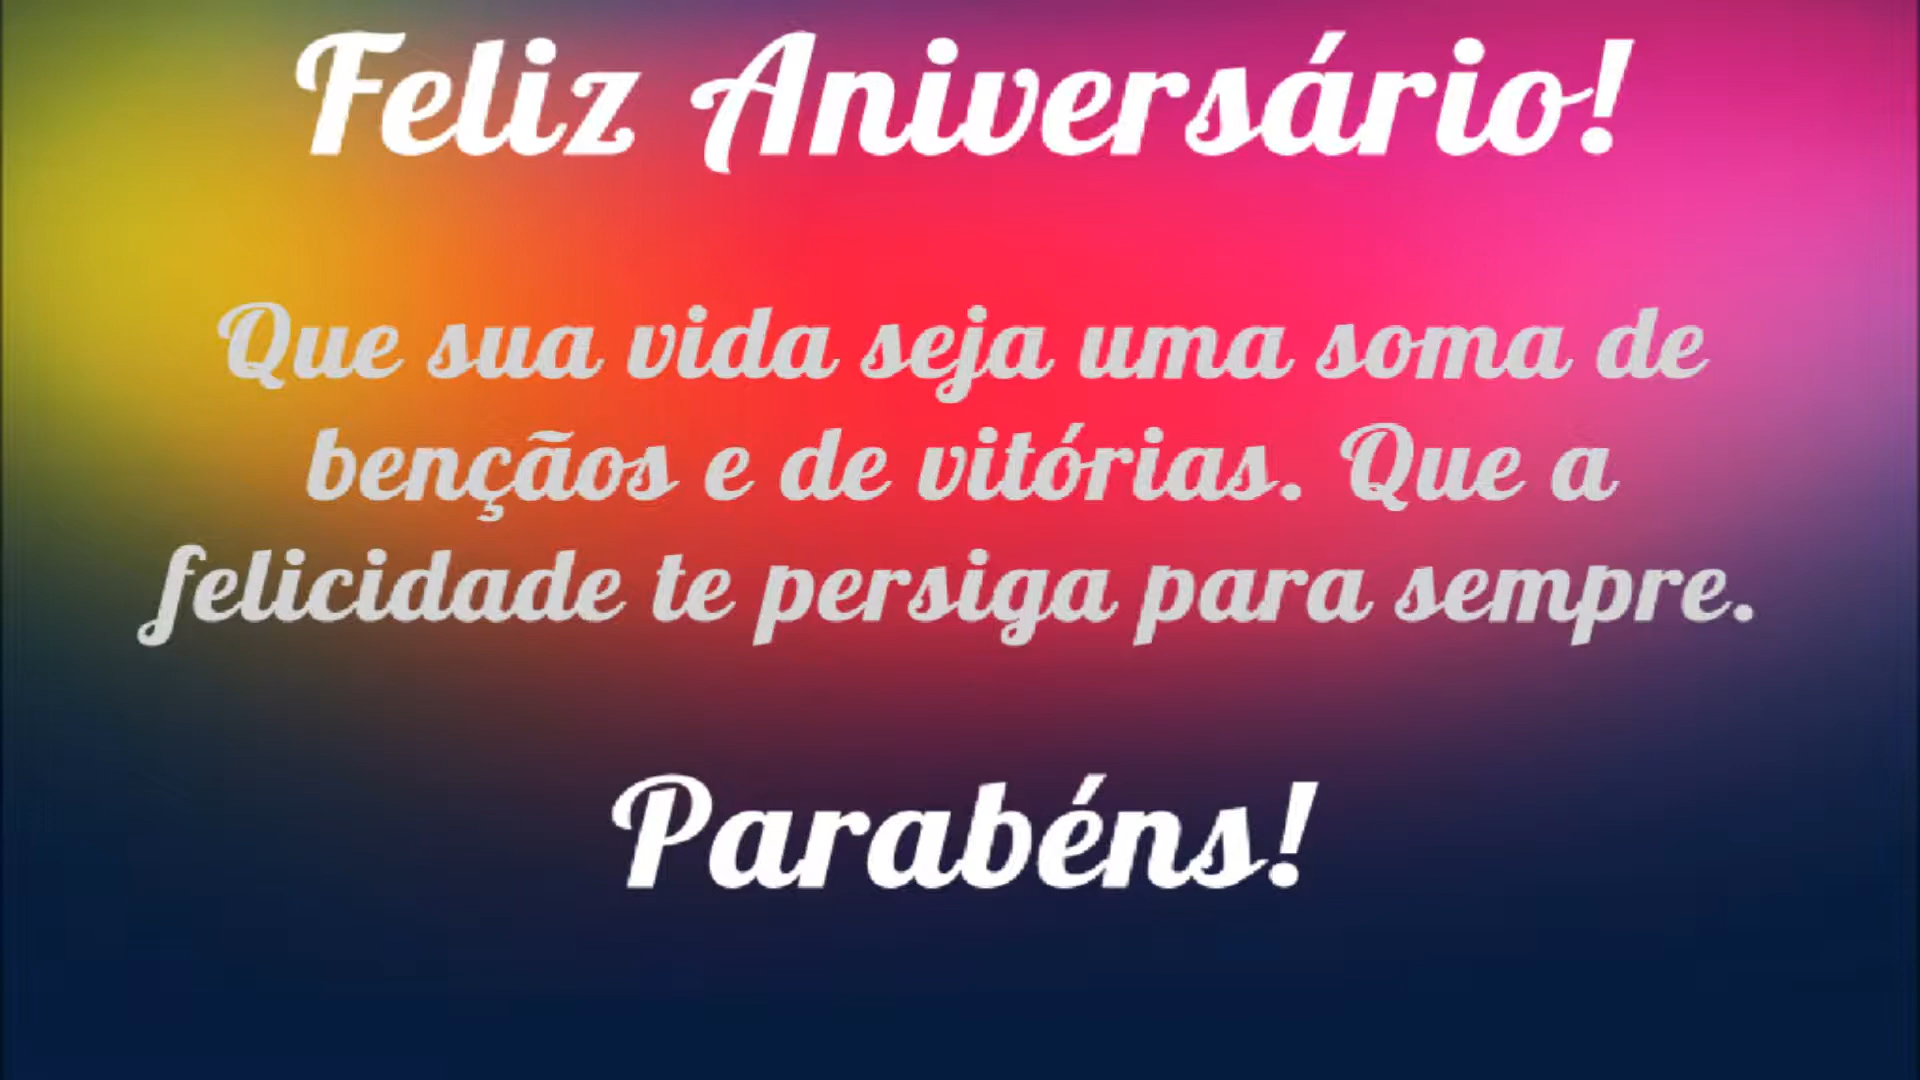 Feliz Aniversário!
Que sua vida seja uma soma de
bençãos e de vitórias. Que a
felicidade te persiga para sempre.
Parabéns!